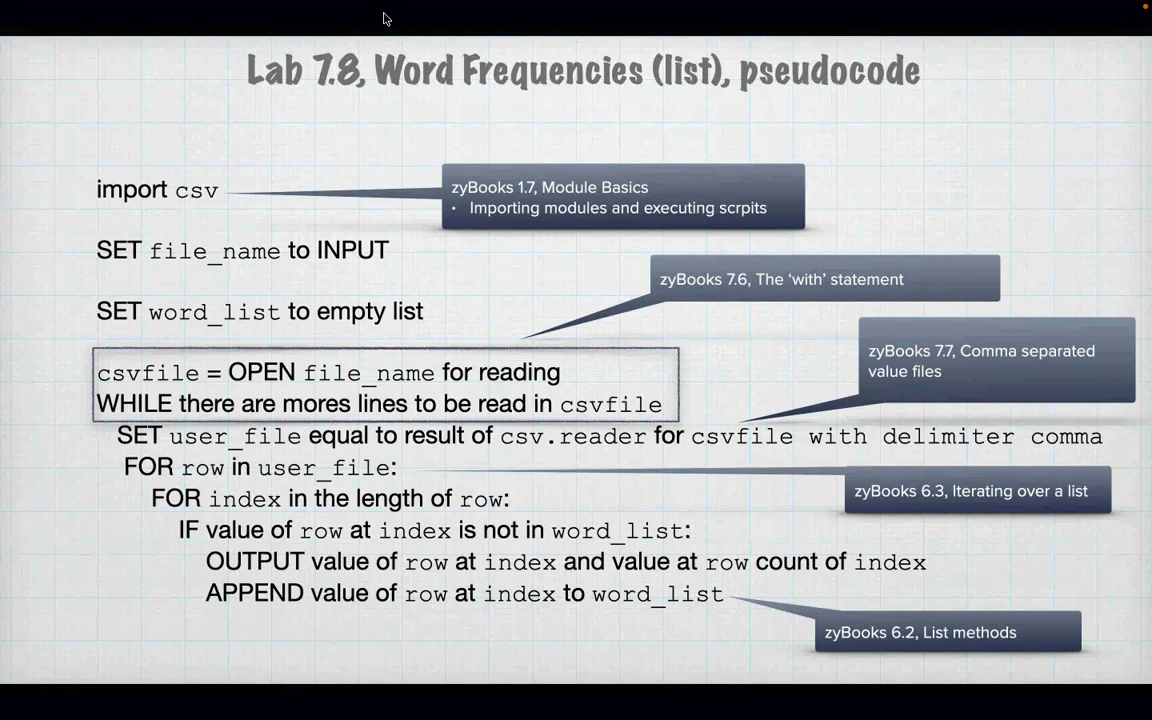 Lab 7.8, Word Frequencies (list), pseudocode
import csv
zyBooks 1.7, Module Basics
• Importing modules and executing scrpits
SET file_name to INPUT
zyBooks 7.6, The ‘with’ statement
SET word_list to empty list
zyBooks 7.7, Comma separated
value files
csvfile = OPEN file_name for reading
WHILE there are mores lines to be read in csvfile
SET user_file equal to result of csv.reader for csvfile with delimiter comma
FOR row in user_file:
zyBooks 6.3, Iterating over a list
FOR index in the length of row:
IF value of row at index is not in word_list:
OUTPUT value of row at index and value at row count of index
APPEND value of row at index to word_list
zyBooks 6.2, List methods